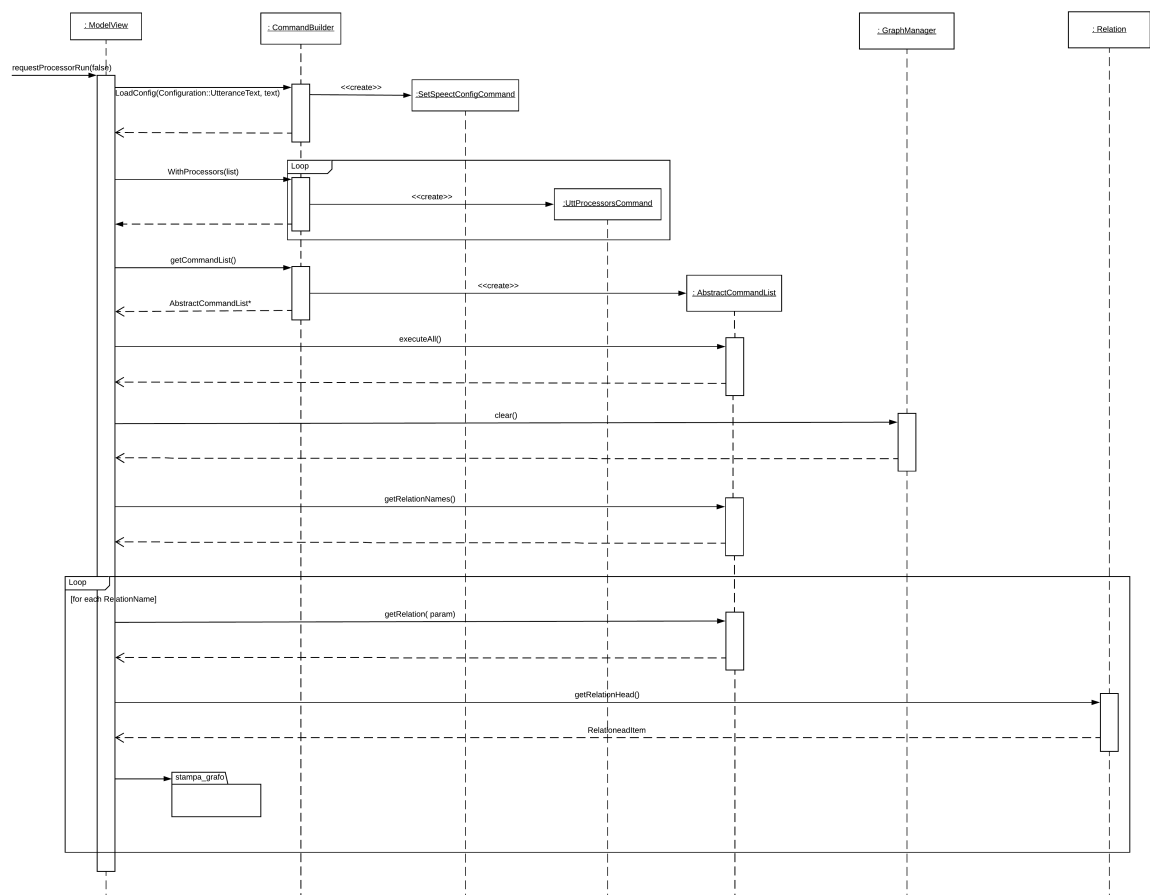 : ModelView
: CommandBuilder
: GraphManager
: Relation
requestProcessorRun(false)
LoadConfig(Configuration::UtteranceText, text)
<<create>>
:SetSpeectConfigCommand
Loop
WithProcessors(list)
<<create>>
:UttProcessorsCommand
getCommandList()
<<create>>
: AbstractCommandList
AbstractCommandList*
executeAll()
clear()
getRelationNames()
Loop
[for each RelationName]
getRelation( param)
getRelationHead()
RelationeadItem
stampa_grafo